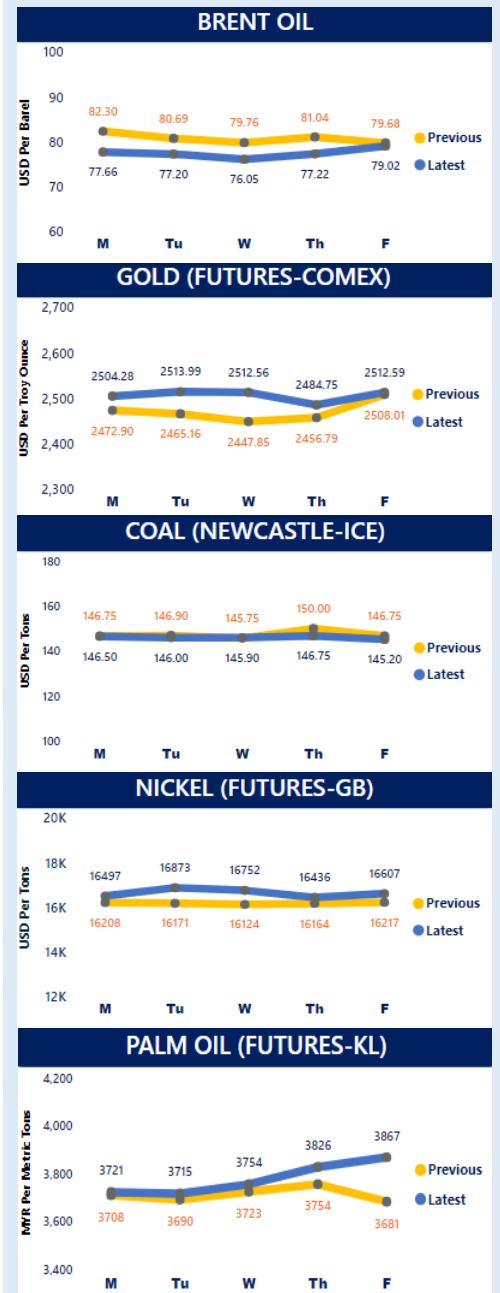 BRENT OIL
USD Per Barel
100
90
80
70
60
82.30 80.69 79.76 81.04 79.68
77.66 77.20 76.05 77.22 79.02
Previous
Latest
M Tu W Th F
GOLD (FUTURES-COMEX)
USD Per Troy Ounce
2,700
2,600
2,500
2,400
2,300
2504.28 2513.99 2512.56 2484.75 2512.59
2472.90 2465.16 2447.85 2456.79 2508.01
Previous
Latest
M Tu W Th F
COAL (NEWCASTLE-ICE)
USD Per Tons
180
160
140
120
100
146.75 146.90 145.75 150.00 146.75
146.50 146.00 145.90 146.75 145.20
Previous
Latest
M Tu W Th F
NICKEL (FUTURES-GB)
USD Per Tons
20K
18K
16K
14K
12K
16497 16873 16752 16436 16607
16208 16171 16124 16164 16217
Previous
Latest
M Tu W Th F
PALM OIL (FUTURES-KL)
MYR Per Metric Tons
4,200
4,000
3,800
3,600
3,400
3721 3715 3754 3826 3867
3708 3690 3723 3754 3681
Previous
Latest
M Tu W Th F